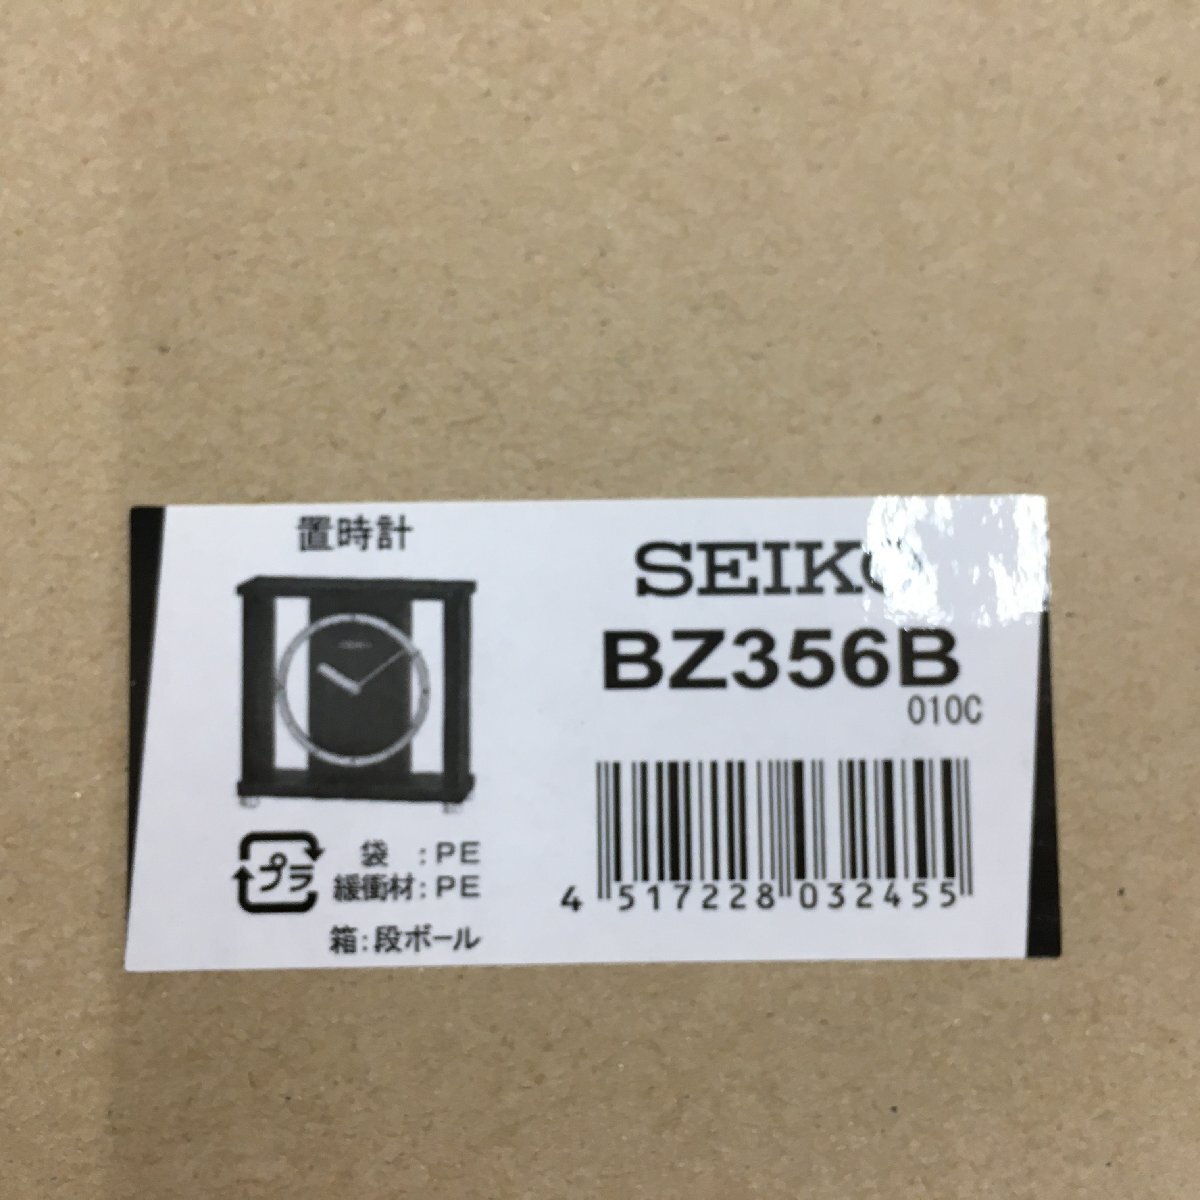 置時計
SEIKO
BZ356B
010C
プラ
袋 : PE
緩衝材 : PE
箱 : 段ボール
4 517228 032455